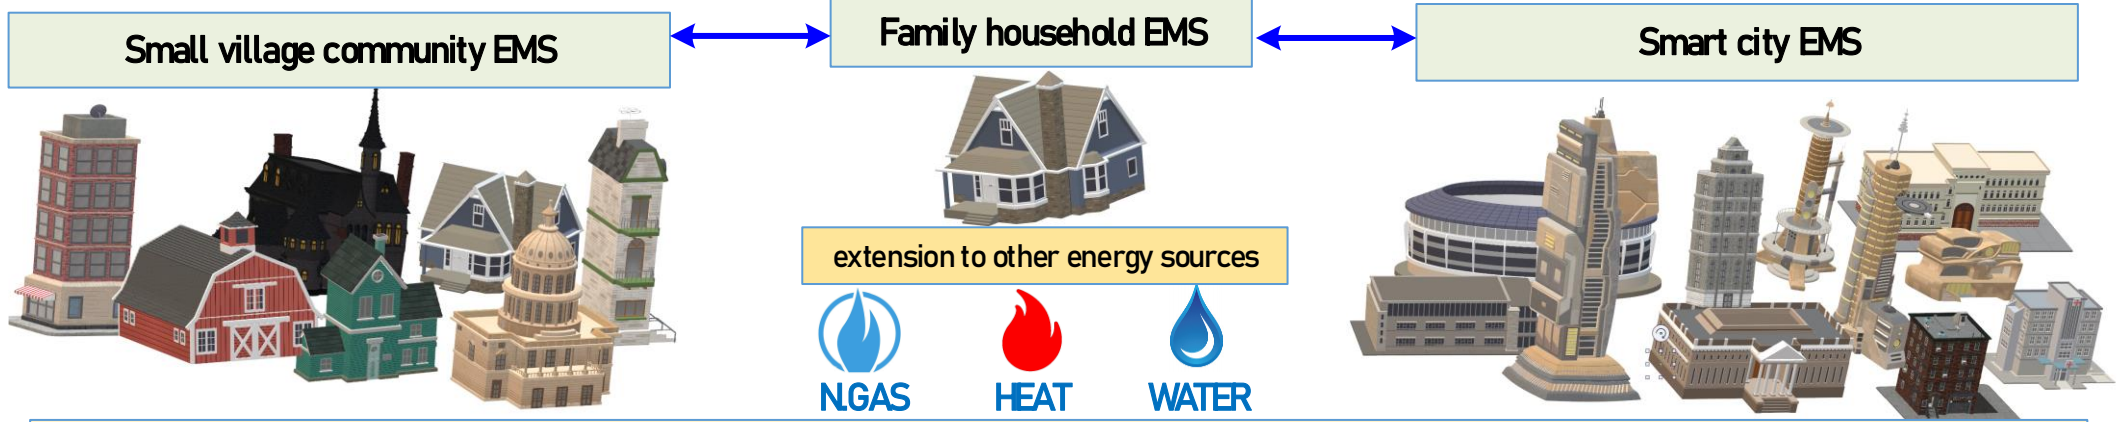 Small village community EMS
Family household EMS
Smart city EMS
extension to other energy sources
N.GAS
HEAT
WATER